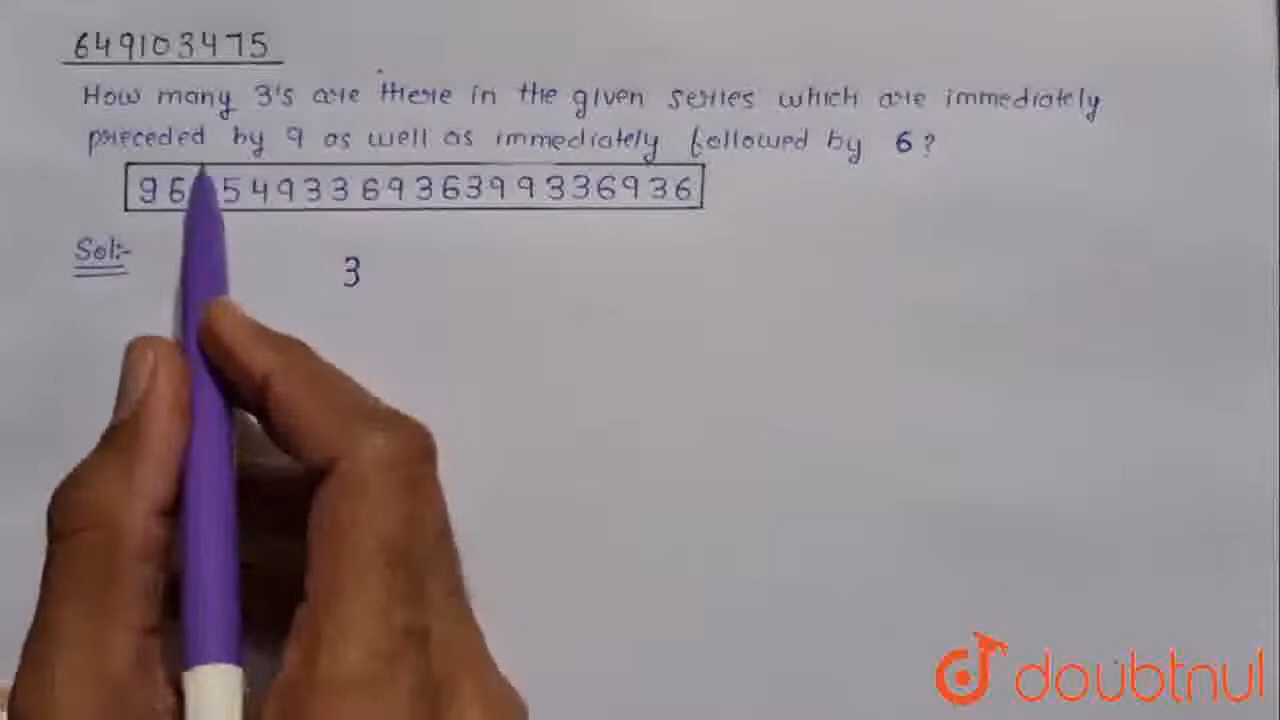 649103475
How many 3's are there in the given series which are immediately
preceded by 9 as well as immediately followed by 6?
9 6 5 4 9 3 3 6 9 3 6 3 9 9 3 3 6 9 3 6
Sol:-
3
doubtnut